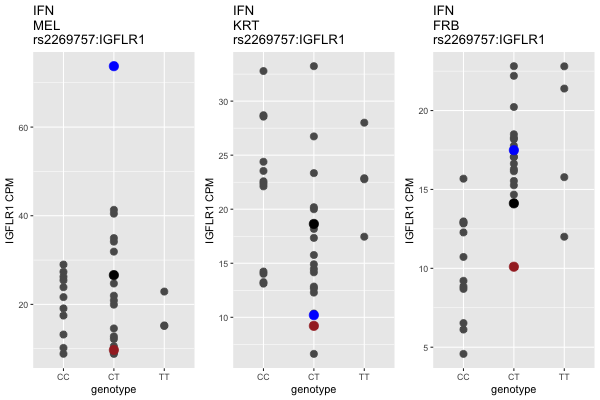 IFN
MEL
rs2269757:IGFLR1
60
40
20
IGFLR1 CPM
CC CT TT
genotype
IFN
KRT
rs2269757:IGFLR1
30
25
20
15
10
IGFLR1 CPM
CC CT TT
genotype
IFN
FRB
rs2269757:IGFLR1
20
15
10
5
IGFLR1 CPM
CC CT TT
genotype